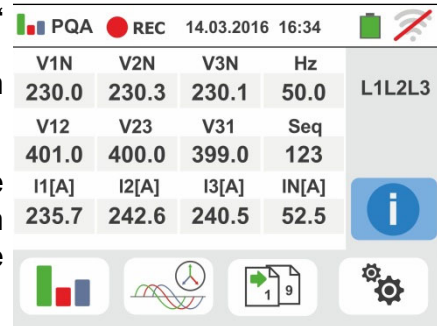 PQA REC 14.03.2016 16:34
V1N V2N V3N Hz
230.0 230.3 230.1 50.0 L1L2L3
V12 V23 V31 Seq
401.0 400.0 399.0 123
I1[A] I2[A] I3[A] IN[A]
235.7 242.6 240.5 52.5
i
1 9